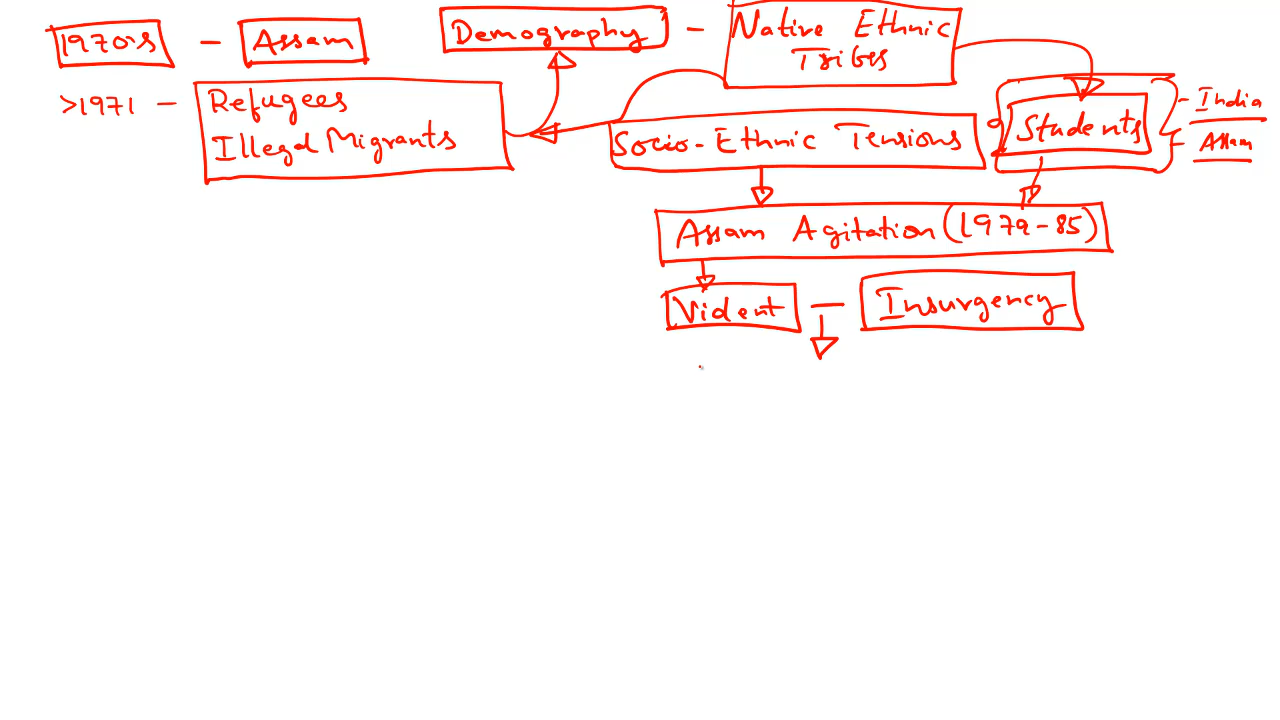 1970's - Assam
Demography - Native Ethnic
Tribes
>1971 - Refugees
Illegal Migrants
Socio-Ethnic Tensions
Students
- India
- Assam
Assam Agitation (1979-85)
Violent - Insurgency